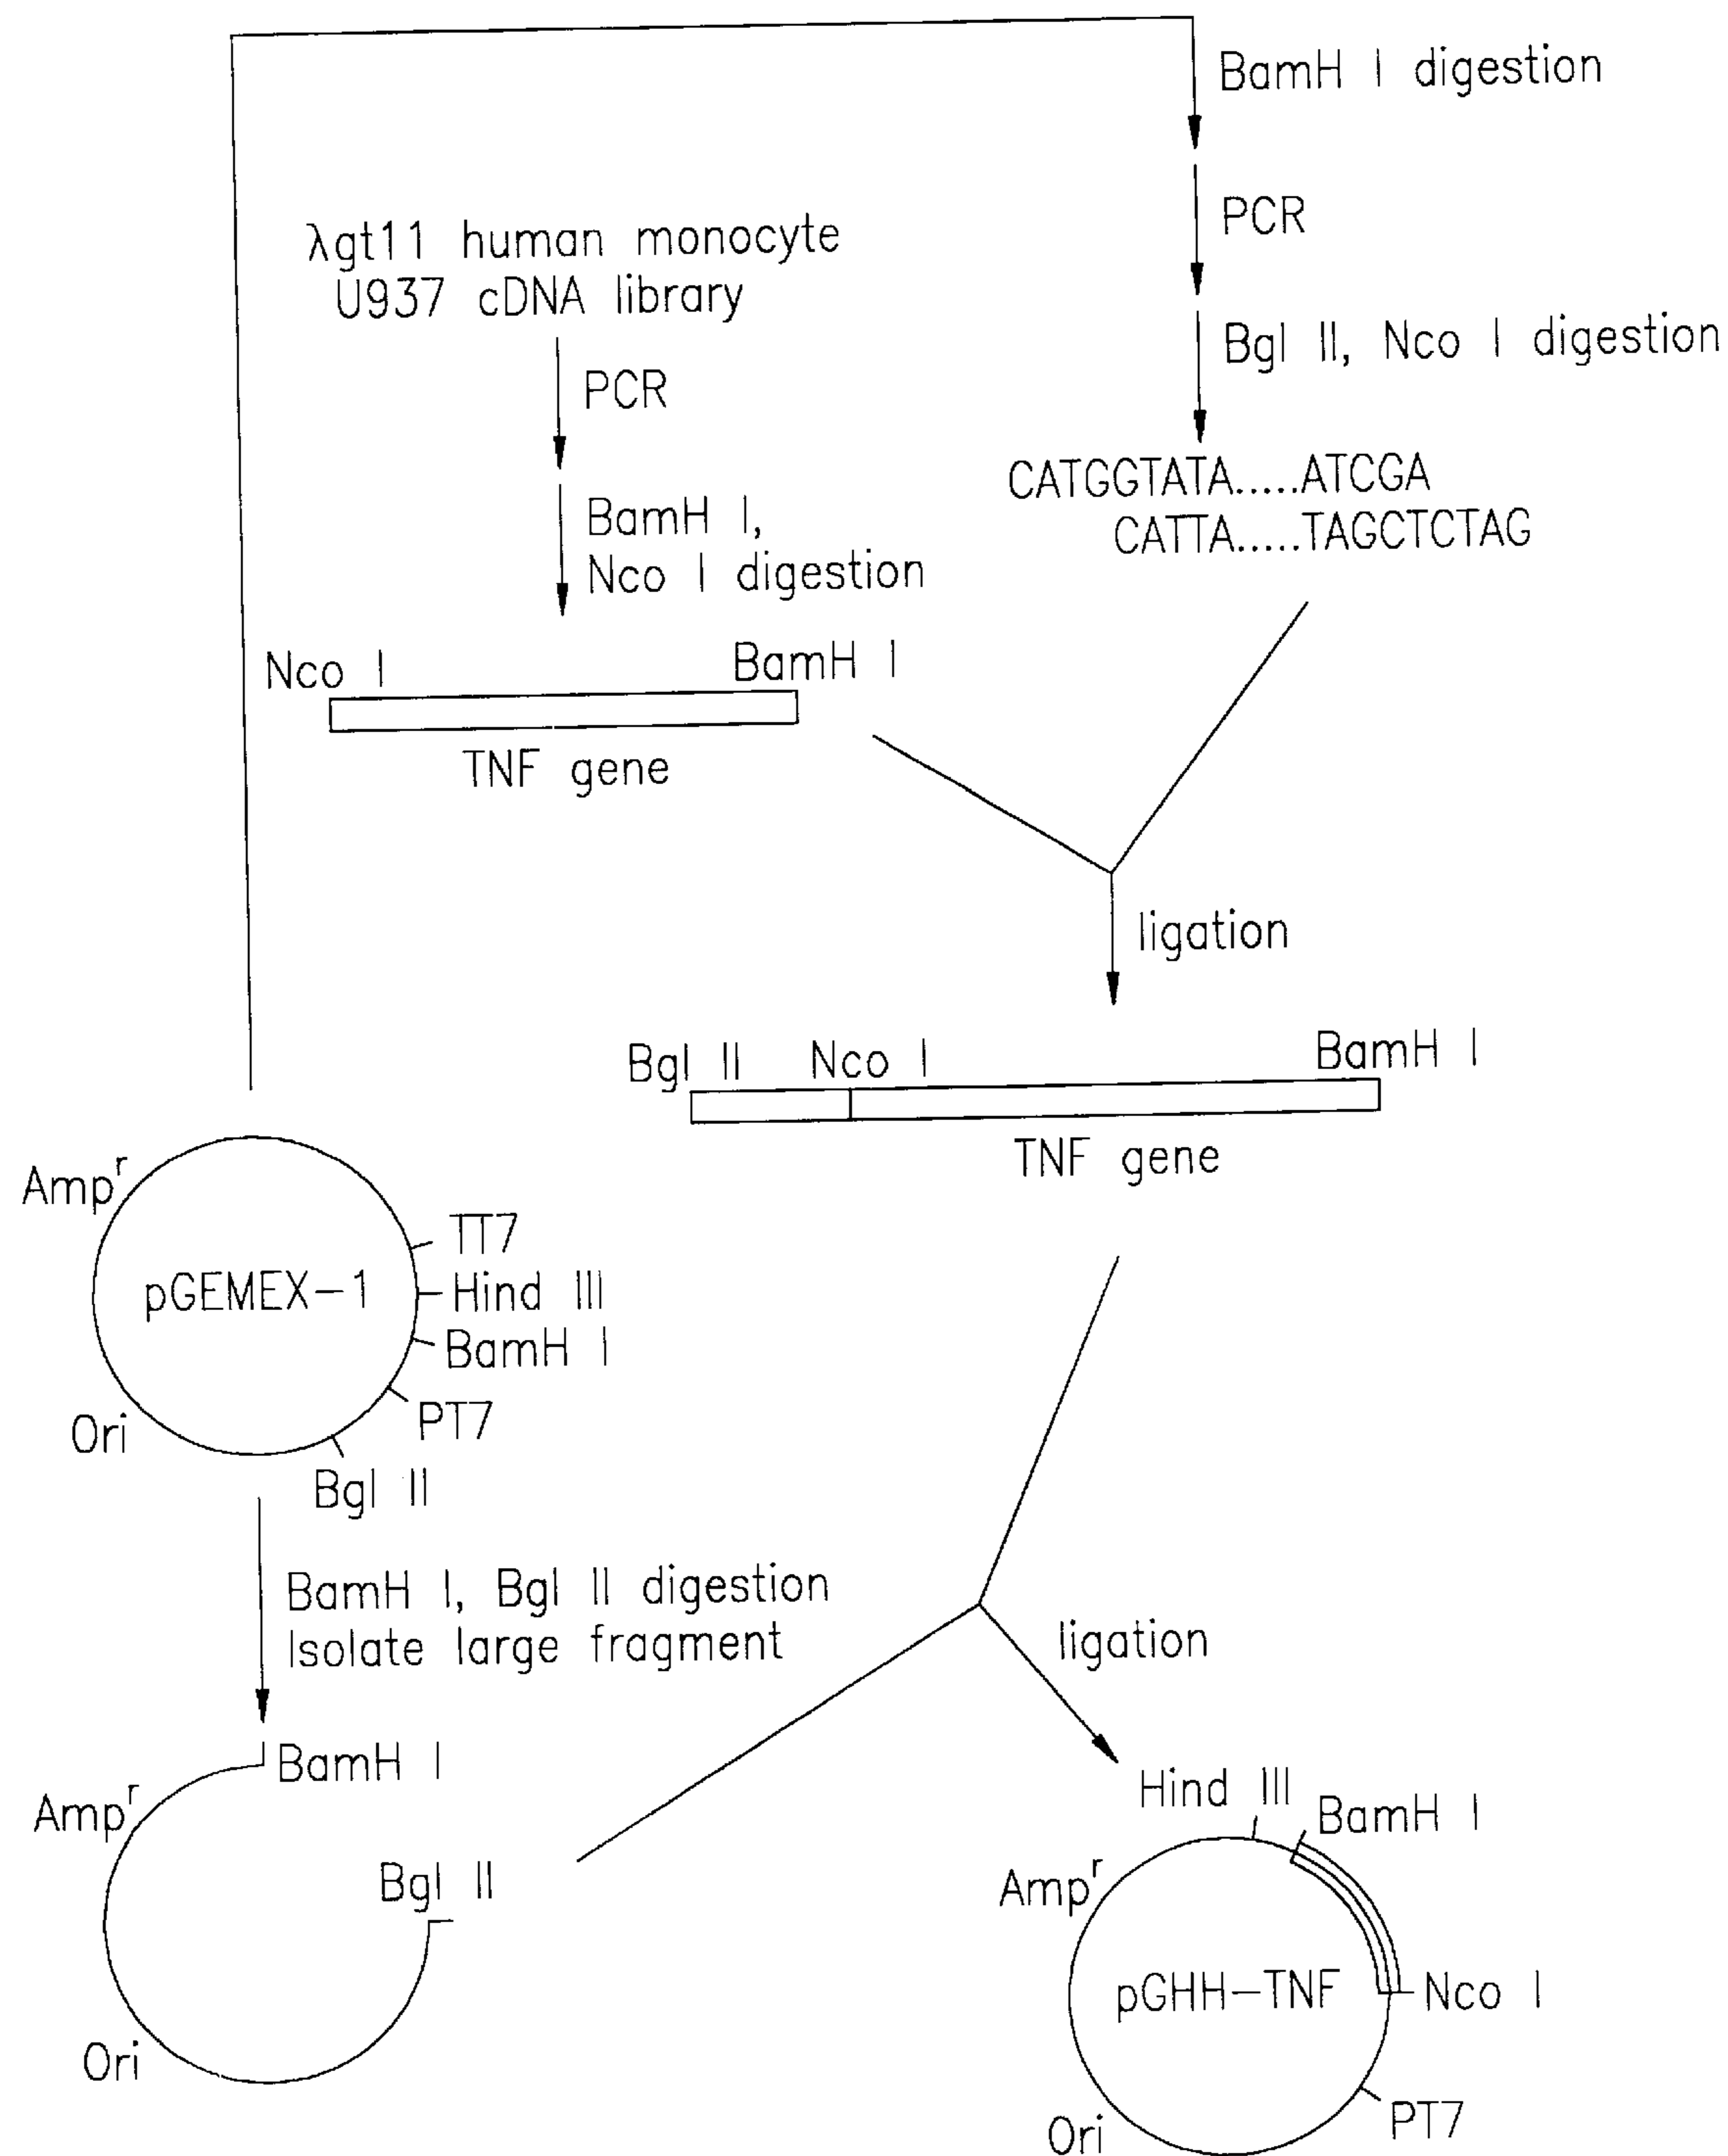 BamH I digestion
PCR
λgt11 human monocyte
U937 cDNA library
Bgl II, Nco I digestion
PCR
CATGGTATA.....ATCGA
CATTA.....TAGCTCTAG
BamH I,
Nco I digestion
Nco I
BamH I
TNF gene
ligation
Bgl II
Nco I
BamH I
TNF gene
Amp^r
TT7
pGEMEX-1
Hind III
BamH I
PT7
Ori
Bgl II
BamH I, Bgl II digestion
Isolate large fragment
ligation
BamH I
Amp^r
Bgl II
Ori
Hind III
BamH I
Amp^r
pGHH-TNF
Nco I
PT7
Ori